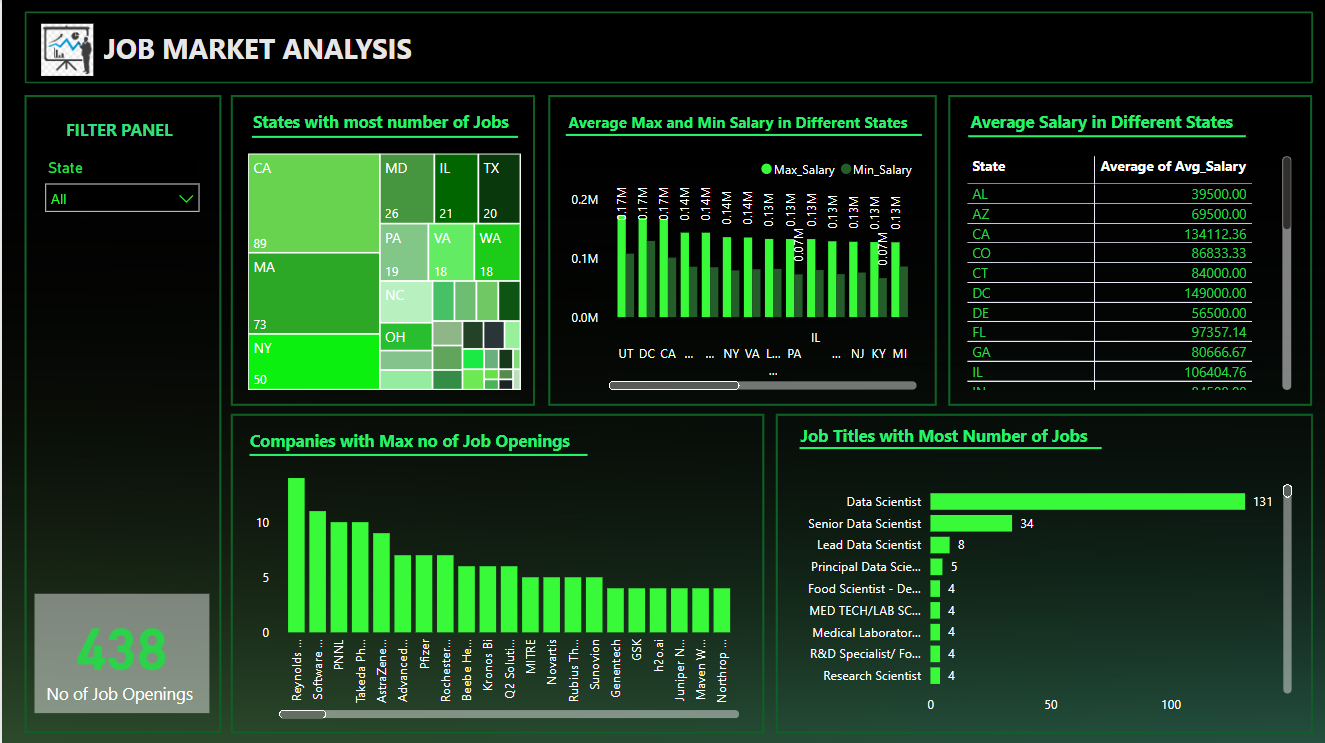 JOB MARKET ANALYSIS
FILTER PANEL
State
All
438
No of Job Openings
States with most number of Jobs
CA
89
MA
73
NY
50
MD
26
IL
21
TX
20
PA
19
VA
18
WA
18
NC
OH
Average Max and Min Salary in Different States
Max_Salary Min_Salary
0.2M
0.1M
0.0M
0.17M 0.17M 0.17M 0.14M 0.14M 0.14M 0.14M 0.13M 0.13M 0.07M 0.13M 0.13M 0.13M 0.13M 0.07M 0.13M
UT DC CA ... ... NY VA L... ... PA IL ... NJ KY MI
Average Salary in Different States
State Average of Avg_Salary
AL 39500.00
AZ 69500.00
CA 134112.36
CO 86833.33
CT 84000.00
DC 149000.00
DE 56500.00
FL 97357.14
GA 80666.67
IL 106404.76
Companies with Max no of Job Openings
10
5
0
Reynolds ...
Software ...
PNNL
Takeda Ph...
AstraZene...
Advanced...
Pfizer
Rochester...
Beebe He...
Kronos Bi
Q2 Soluti...
MITRE
Novartis
Rubius Th...
Sunovion
Genentech
GSK
h2o.ai
Juniper N...
Maven W...
Northrop ...
Job Titles with Most Number of Jobs
Data Scientist 131
Senior Data Scientist 34
Lead Data Scientist 8
Principal Data Scie... 5
Food Scientist - De... 4
MED TECH/LAB SC... 4
Medical Laborator... 4
R&D Specialist/ Fo... 4
Research Scientist 4
0 50 100